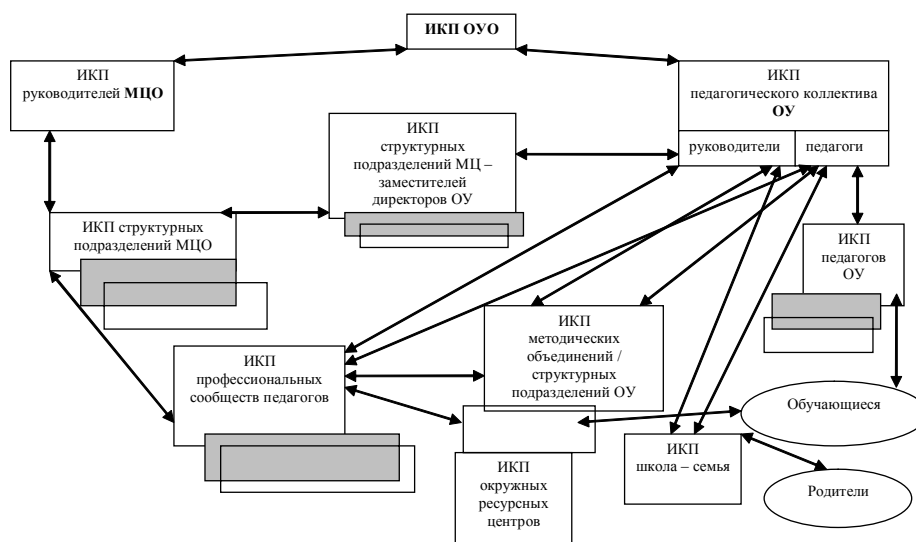 ИКП ОУО
ИКП
руководителей МЦО
ИКП
педагогического коллектива
ОУ
руководители
педагоги
ИКП
структурных
подразделений МЦ –
заместителей
директоров ОУ
ИКП структурных
подразделений МЦО
ИКП
педагогов
ОУ
ИКП
профессиональных
сообществ педагогов
ИКП
методических
объединений /
структурных
подразделений ОУ
Обучающиеся
ИКП
окружных
ресурсных
центров
ИКП
школа – семья
Родители